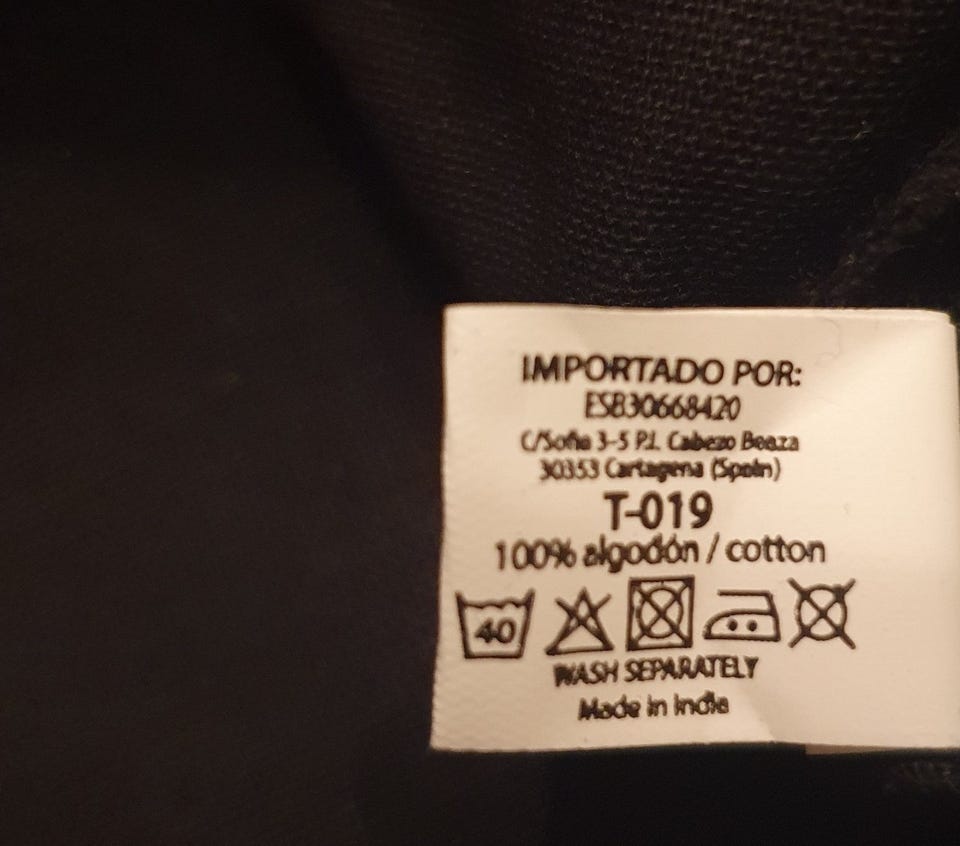 IMPORTADO POR:
ESB30668420
C/Sofia 3-5 P.I. Cabezo Beaza
30353 Cartagena (Spain)
T-019
100% algodón / cotton
40
WASH SEPARATELY
Made in India